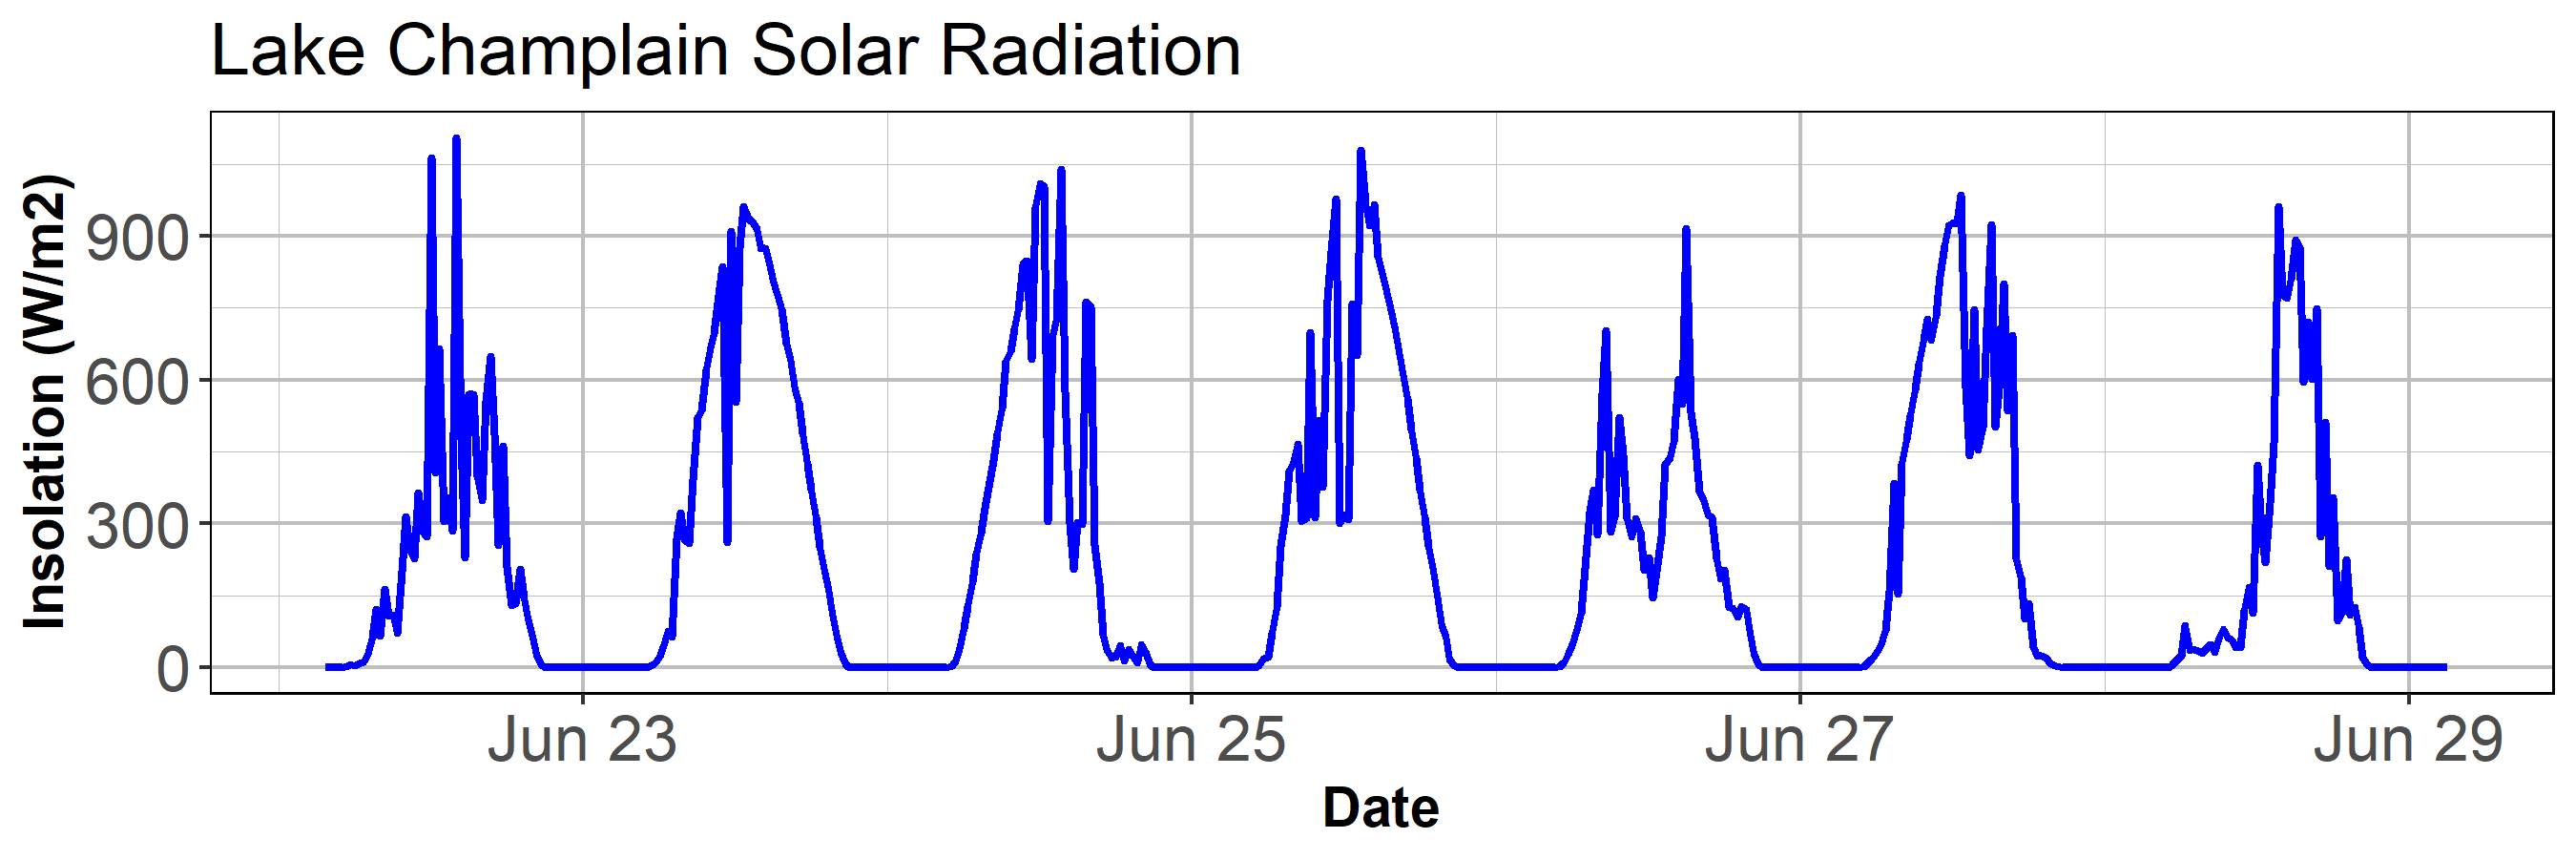 Lake Champlain Solar Radiation
Insolation (W/m2)
900
600
300
0
Jun 23
Jun 25
Jun 27
Jun 29
Date